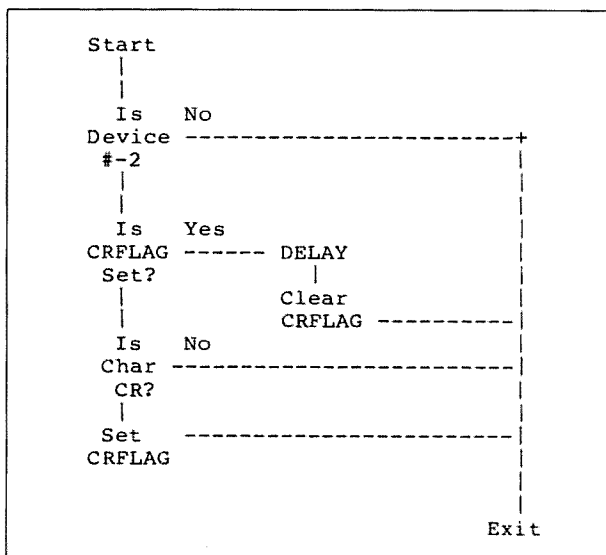 Start
Is No
Device
#-2
Is Yes
CRFLAG DELAY
Set?
Clear
CRFLAG
Is No
Char
CR?
Set
CRFLAG
Exit